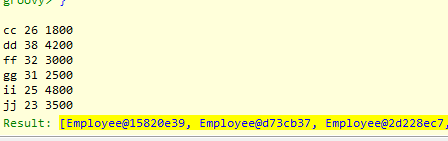 groovy> }
cc 26 1800
dd 38 4200
ff 32 3000
gg 31 2500
ii 25 4800
jj 23 3500
Result: [Employee@15820e39, Employee@d73cb37, Employee@2d228ec7,